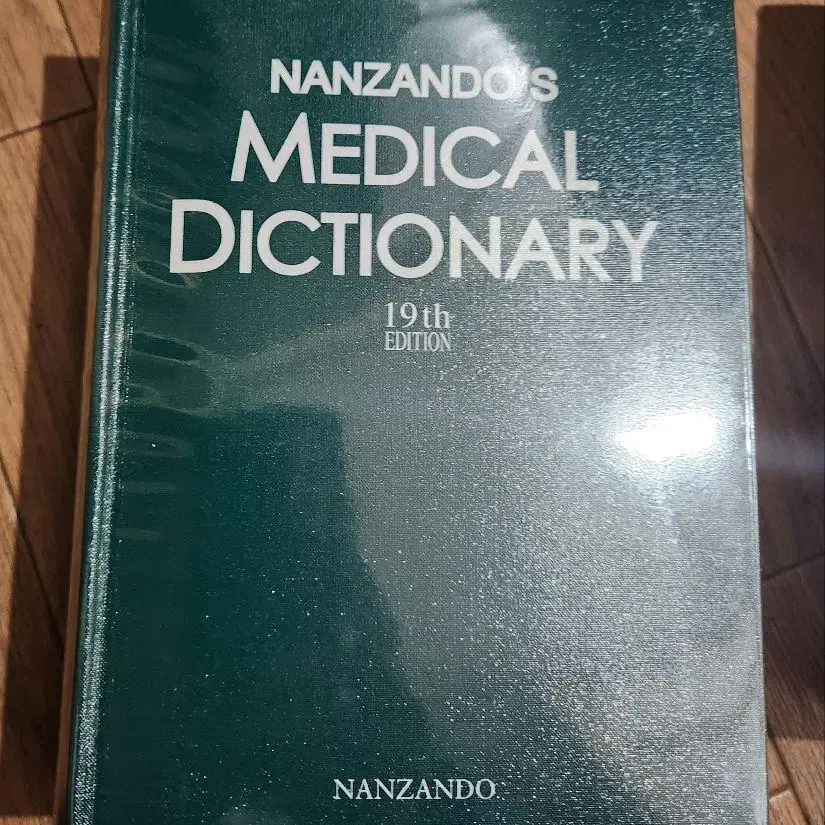 NANZANDO'S
MEDICAL
DICTIONARY
19th
EDITION
NANZANDO